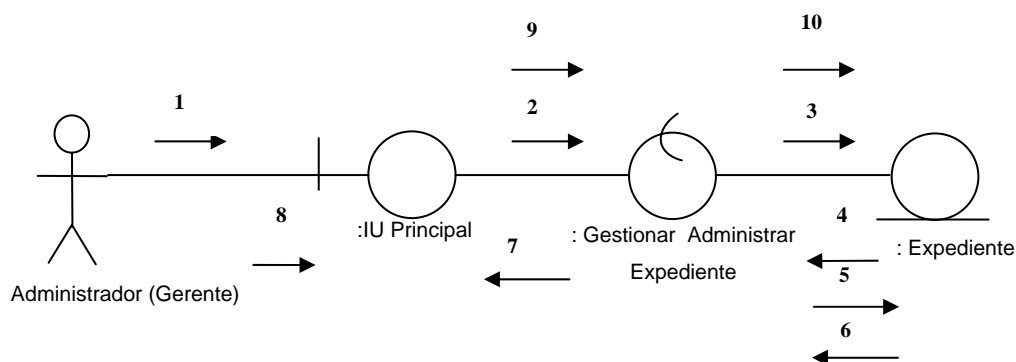 9
10
1
2
3
8
4
:IU Principal
: Gestionar Administrar
Expediente
: Expediente
7
5
Administrador (Gerente)
6